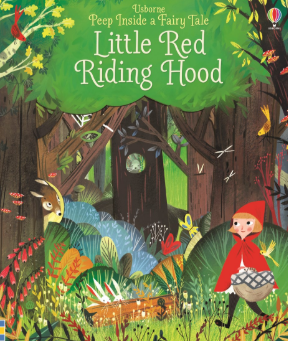 Usborne
Peep Inside a Fairy Tale
Little Red
Riding Hood